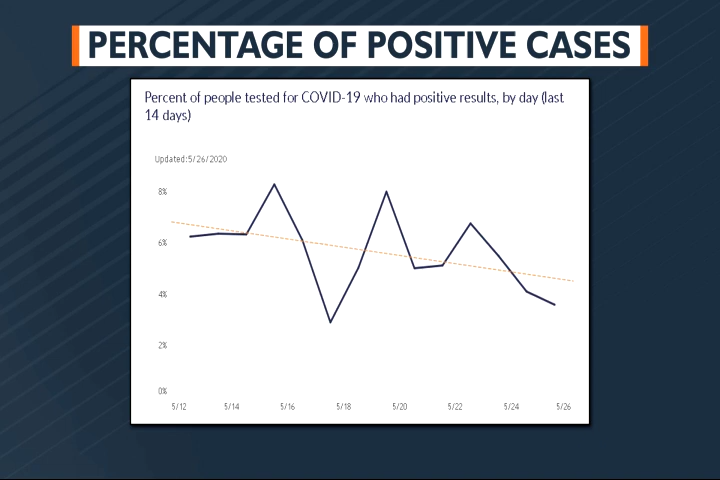 PERCENTAGE OF POSITIVE CASES
Percent of people tested for COVID-19 who had positive results, by day (last
14 days)
Updated:5/26/2020
8%
6%
4%
2%
0%
5/12 5/14 5/16 5/18 5/20 5/22 5/24 5/26